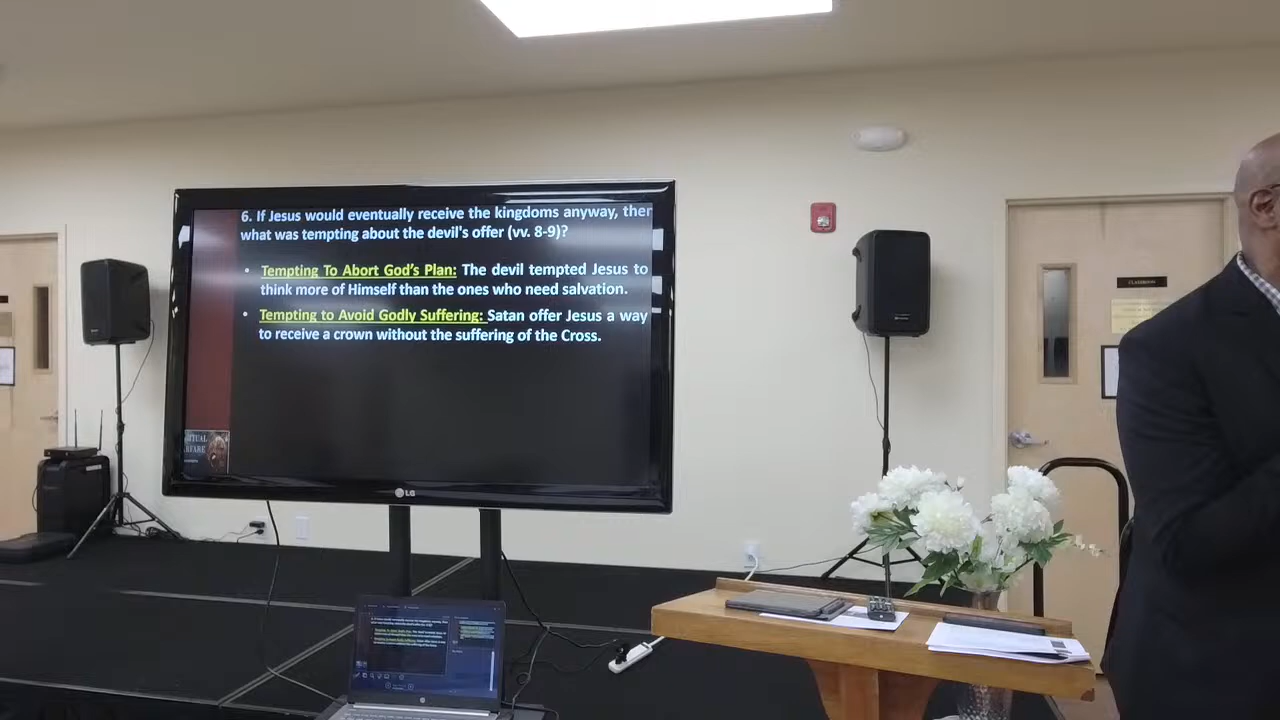 6. If Jesus would eventually receive the kingdoms anyway, then
what was tempting about the devil's offer (vv. 8-9)?
• Tempting To Abort God's Plan: The devil tempted Jesus to
think more of Himself than the ones who need salvation.
• Tempting to Avoid Godly Suffering: Satan offer Jesus a way
to receive a crown without the suffering of the Cross.
LG
CLASSROOM